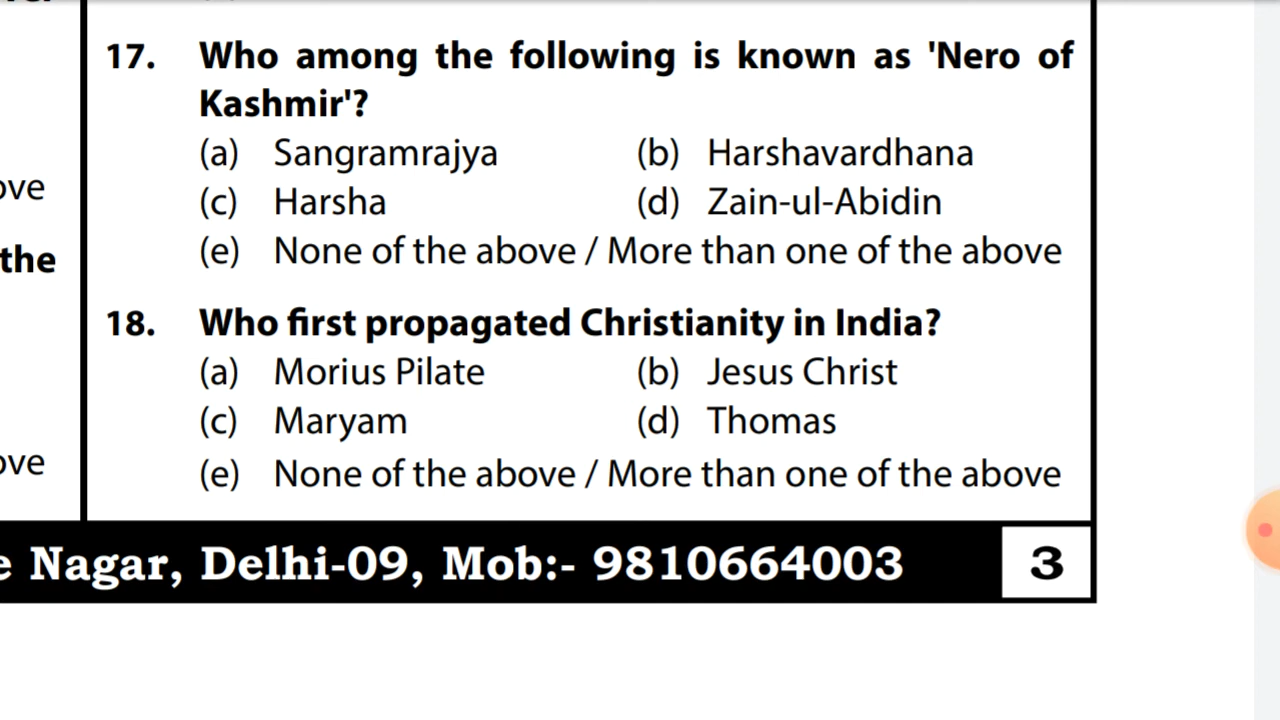 17. Who among the following is known as 'Nero of
Kashmir'?
(a) Sangramrajya (b) Harshavardhana
(c) Harsha (d) Zain-ul-Abidin
(e) None of the above / More than one of the above
18. Who first propagated Christianity in India?
(a) Morius Pilate (b) Jesus Christ
(c) Maryam (d) Thomas
(e) None of the above / More than one of the above
the
Nagar, Delhi-09, Mob:- 9810664003 3